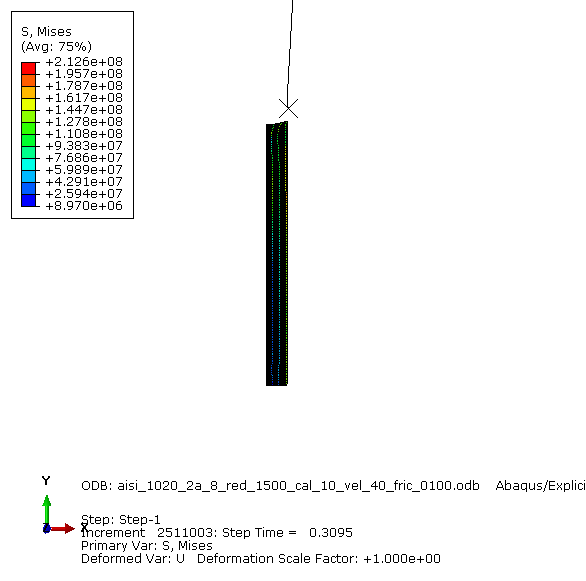 S, Mises
(Avg: 75%)
+2.126e+08
+1.957e+08
+1.787e+08
+1.617e+08
+1.447e+08
+1.278e+08
+1.108e+08
+9.383e+07
+7.686e+07
+5.989e+07
+4.291e+07
+2.594e+07
+8.970e+06
Y
X
ODB: aisi_1020_2a_8_red_1500_cal_10_vel_40_fric_0100.odb Abaqus/Explici
Step: Step-1
Increment 2511003: Step Time = 0.3095
Primary Var: S, Mises
Deformed Var: U Deformation Scale Factor: +1.000e+00